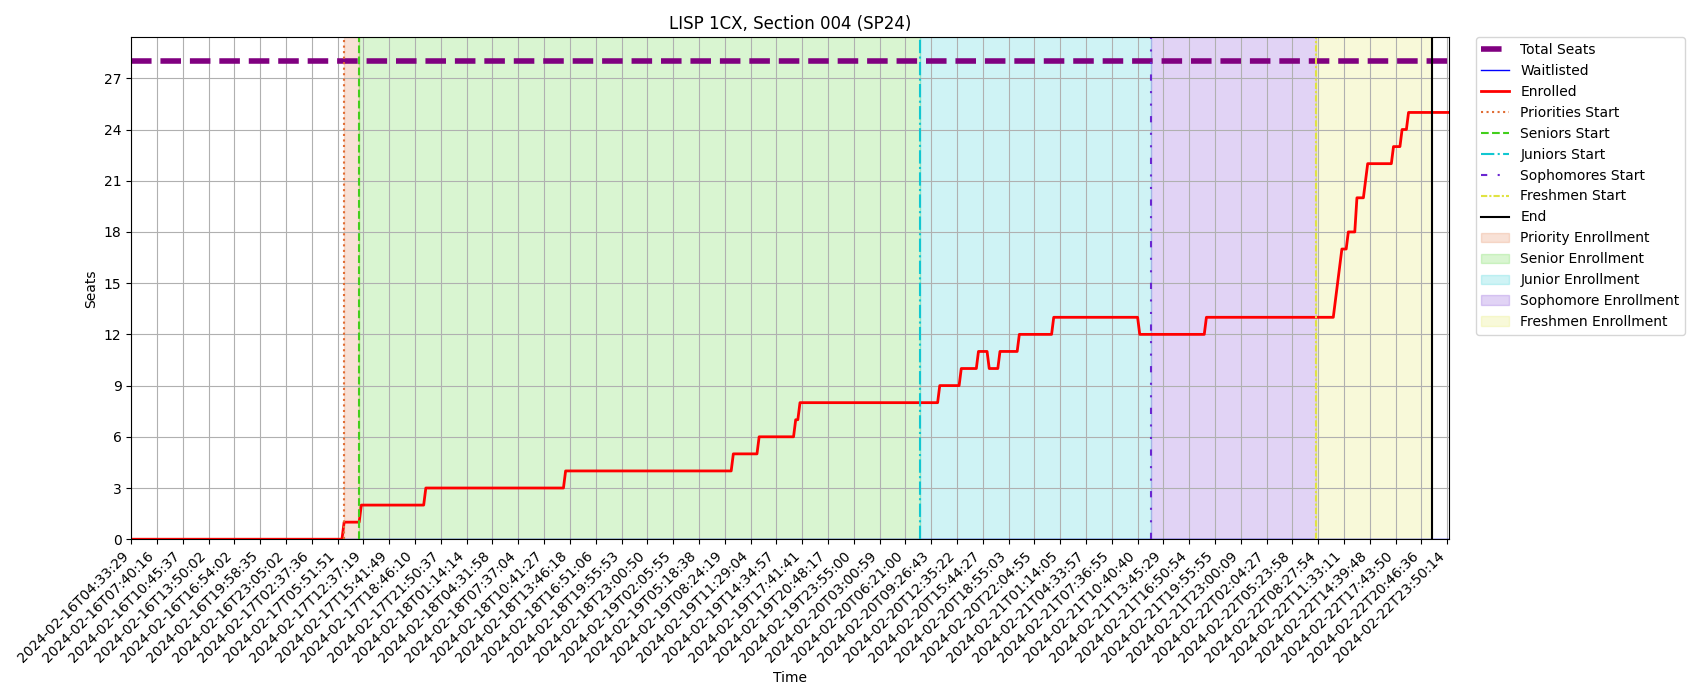 LISP 1CX, Section 004 (SP24)
Total Seats
Waitlisted
Enrolled
Priorities Start
Seniors Start
Juniors Start
Sophomores Start
Freshmen Start
End
Priority Enrollment
Senior Enrollment
Junior Enrollment
Sophomore Enrollment
Freshmen Enrollment
Seats
27
24
21
18
15
12
9
6
3
0
2024-02-16T04:33:29
2024-02-16T07:40:16
2024-02-16T10:45:37
2024-02-16T13:50:02
2024-02-16T16:54:02
2024-02-16T19:58:35
2024-02-16T23:05:02
2024-02-17T02:37:36
2024-02-17T05:51:51
2024-02-17T12:37:19
2024-02-17T15:41:49
2024-02-17T18:46:10
2024-02-17T21:50:37
2024-02-18T01:14:14
2024-02-18T04:31:58
2024-02-18T07:37:04
2024-02-18T10:41:27
2024-02-18T13:46:18
2024-02-18T16:51:06
2024-02-18T19:55:53
2024-02-18T23:00:50
2024-02-19T02:05:55
2024-02-19T05:18:38
2024-02-19T08:24:19
2024-02-19T11:29:04
2024-02-19T14:34:57
2024-02-19T17:41:41
2024-02-19T20:48:17
2024-02-19T23:55:00
2024-02-20T03:00:59
2024-02-20T06:21:00
2024-02-20T09:26:43
2024-02-20T12:35:22
2024-02-20T15:44:27
2024-02-20T18:55:03
2024-02-20T22:04:55
2024-02-21T01:14:05
2024-02-21T04:33:57
2024-02-21T07:36:55
2024-02-21T10:40:40
2024-02-21T13:45:29
2024-02-21T16:50:54
2024-02-21T19:55:55
2024-02-21T23:00:09
2024-02-22T02:04:27
2024-02-22T05:23:58
2024-02-22T08:27:54
2024-02-22T11:33:11
2024-02-22T14:39:48
2024-02-22T17:43:50
2024-02-22T20:46:36
2024-02-22T23:50:14
Time